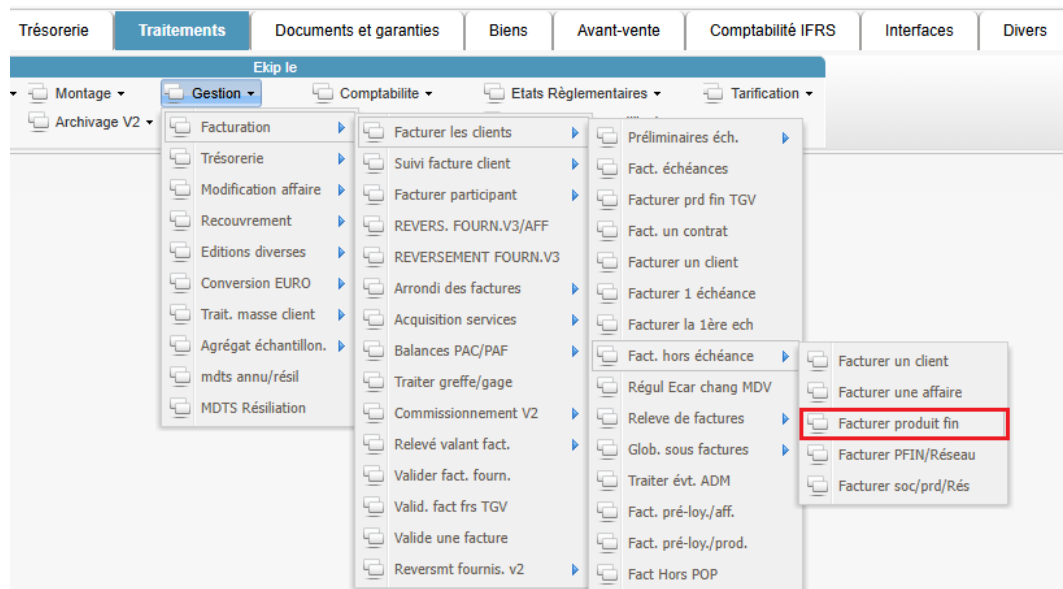 Trésorerie
Traitements
Documents et garanties
Biens
Avant-vente
Comptabilité IFRS
Interfaces
Divers
Ekip le
Montage
Gestion
Comptabilite
Etats Règlementaires
Tarification
Archivage V2
Facturation
Trésorerie
Modification affaire
Recouvrement
Editions diverses
Conversion EURO
Trait. masse client
Agrégat échantillon.
mdts annu/résil
MDTS Résiliation
Facturer les clients
Suivi facture client
Facturer participant
REVERS. FOURN.V3/AFF
REVERSEMENT FOURN.V3
Arrondi des factures
Acquisition services
Balances PAC/PAF
Traiter greffe/gage
Commissionnement V2
Relevé valant fact.
Valider fact. fourn.
Valid. fact frs TGV
Valide une facture
Reversmt fournis. v2
Préliminaires éch.
Fact. échéances
Facturer prd fin TGV
Fact. un contrat
Facturer un client
Facturer 1 échéance
Facturer la 1ère ech
Fact. hors échéance
Régul Ecar chang MDV
Releve de factures
Glob. sous factures
Traiter évt. ADM
Fact. pré-loy./aff.
Fact. pré-loy./prod.
Fact Hors POP
Facturer un client
Facturer une affaire
Facturer produit fin
Facturer PFIN/Réseau
Facturer soc/prd/Rés